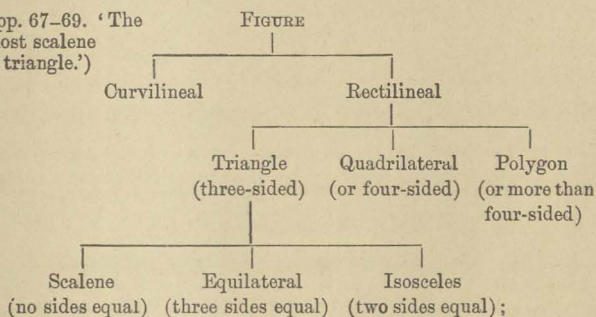 pp. 67–69. ‘The
FIGURE
most scalene
triangle.’)
Curvilineal Rectilineal
Triangle Quadrilateral Polygon
(three-sided) (or four-sided) (or more than
four-sided)
Scalene Equilateral Isosceles
(no sides equal) (three sides equal) (two sides equal) ;